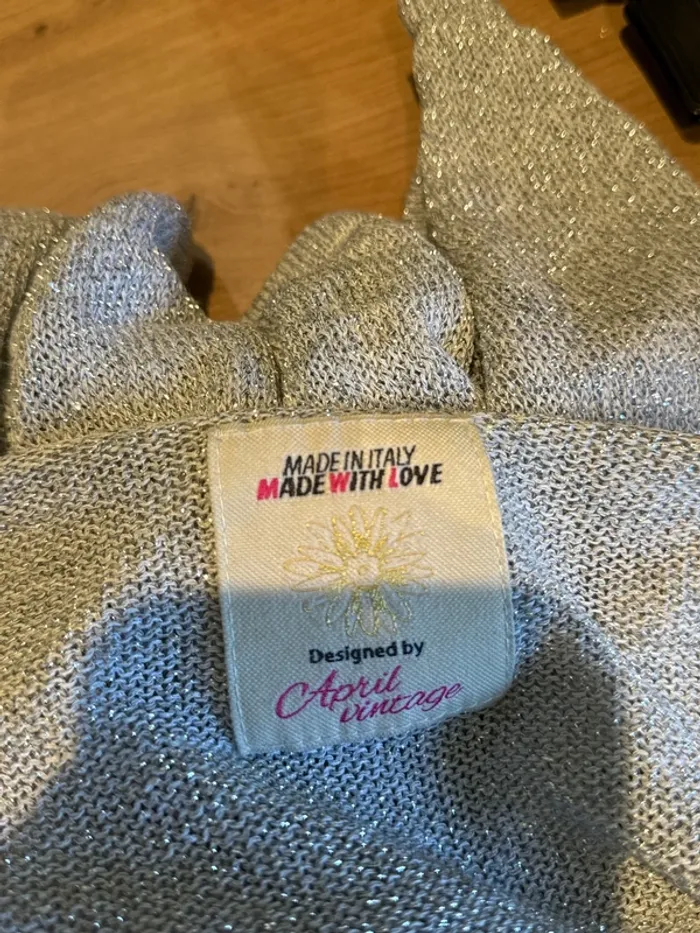 MADE IN ITALY
MADE WITH LOVE
Designed by
April
vintage